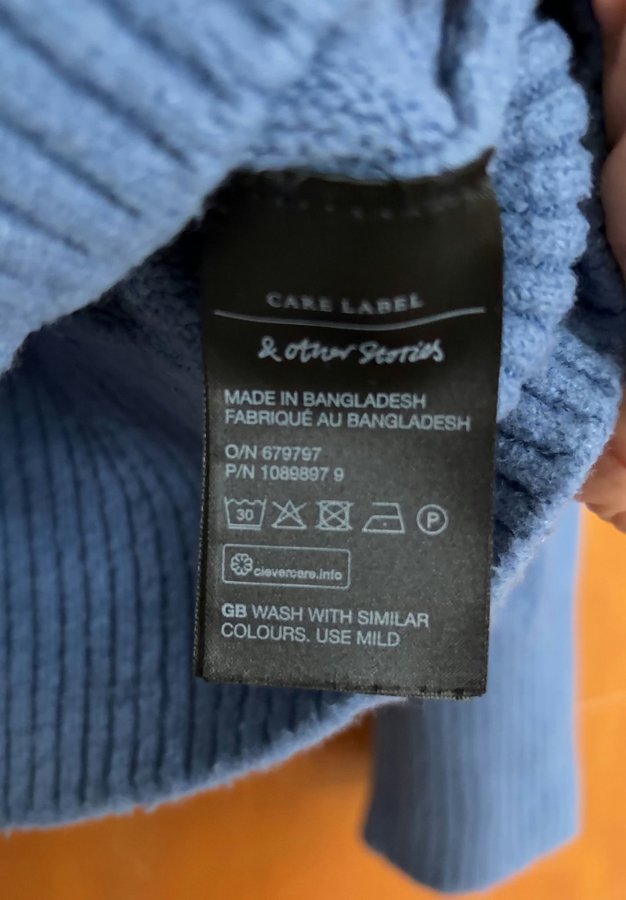 CARE LABEL
& other Stories
MADE IN BANGLADESH
FABRIQUÉ AU BANGLADESH
O/N 679797
P/N 1089897 9
30 P
clevercare.info
GB WASH WITH SIMILAR
COLOURS. USE MILD